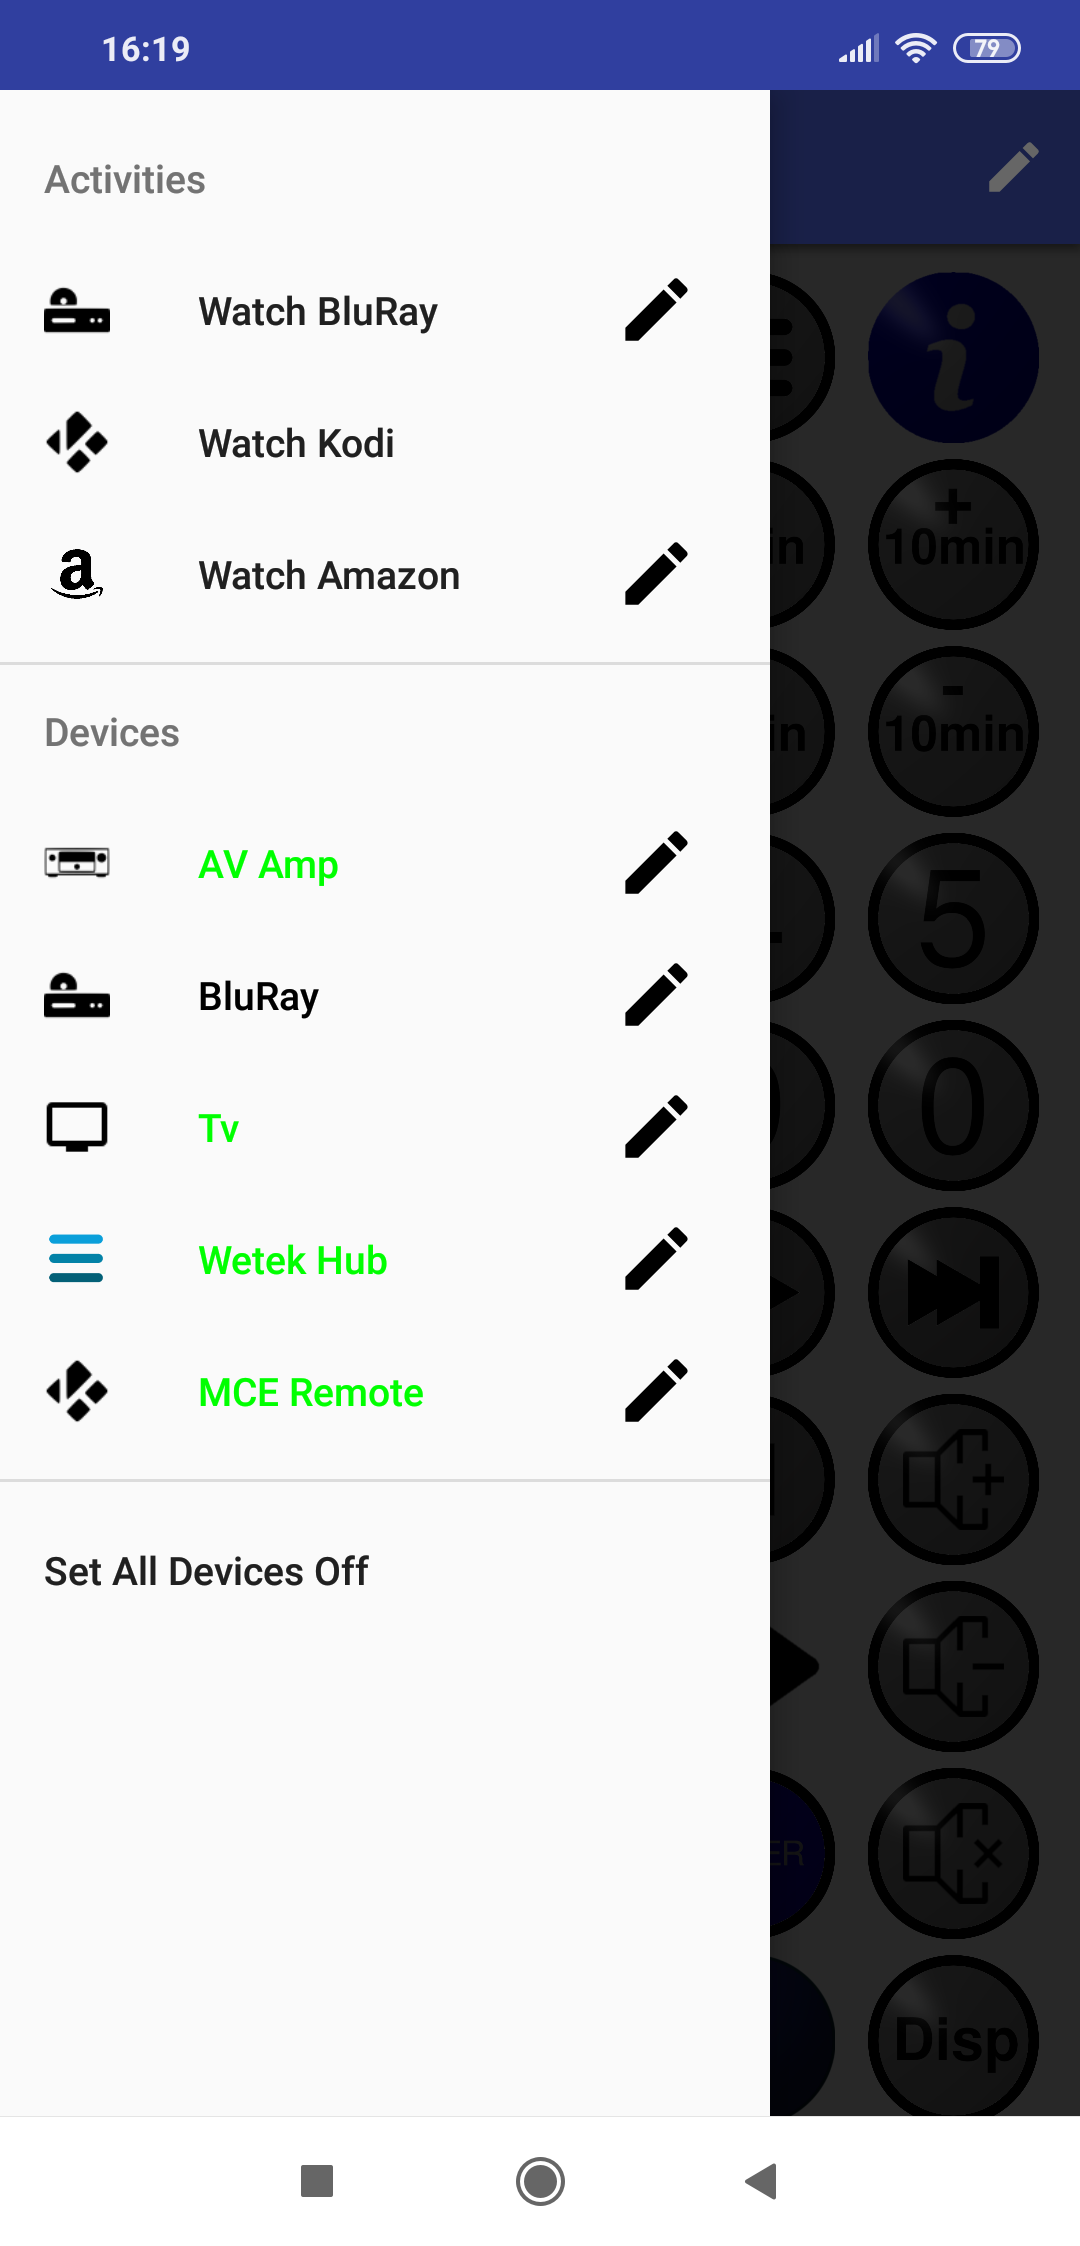 16:19
79
Activities
Watch BluRay
Watch Kodi
Watch Amazon
Devices
AV Amp
BluRay
Tv
Wetek Hub
MCE Remote
Set All Devices Off
i
+
in 10min
-
in 10min
5
0
ER
Disp